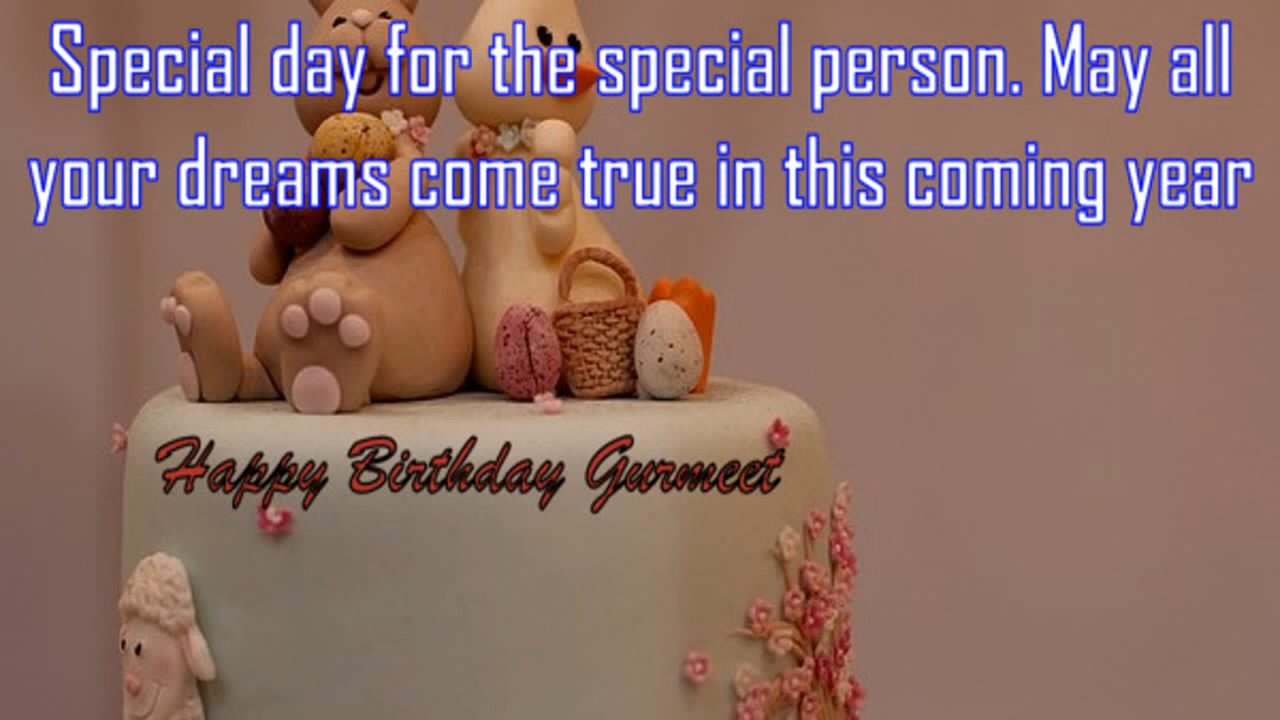 Special day for the special person. May all
your dreams come true in this coming year
Happy Birthday Gurmeet